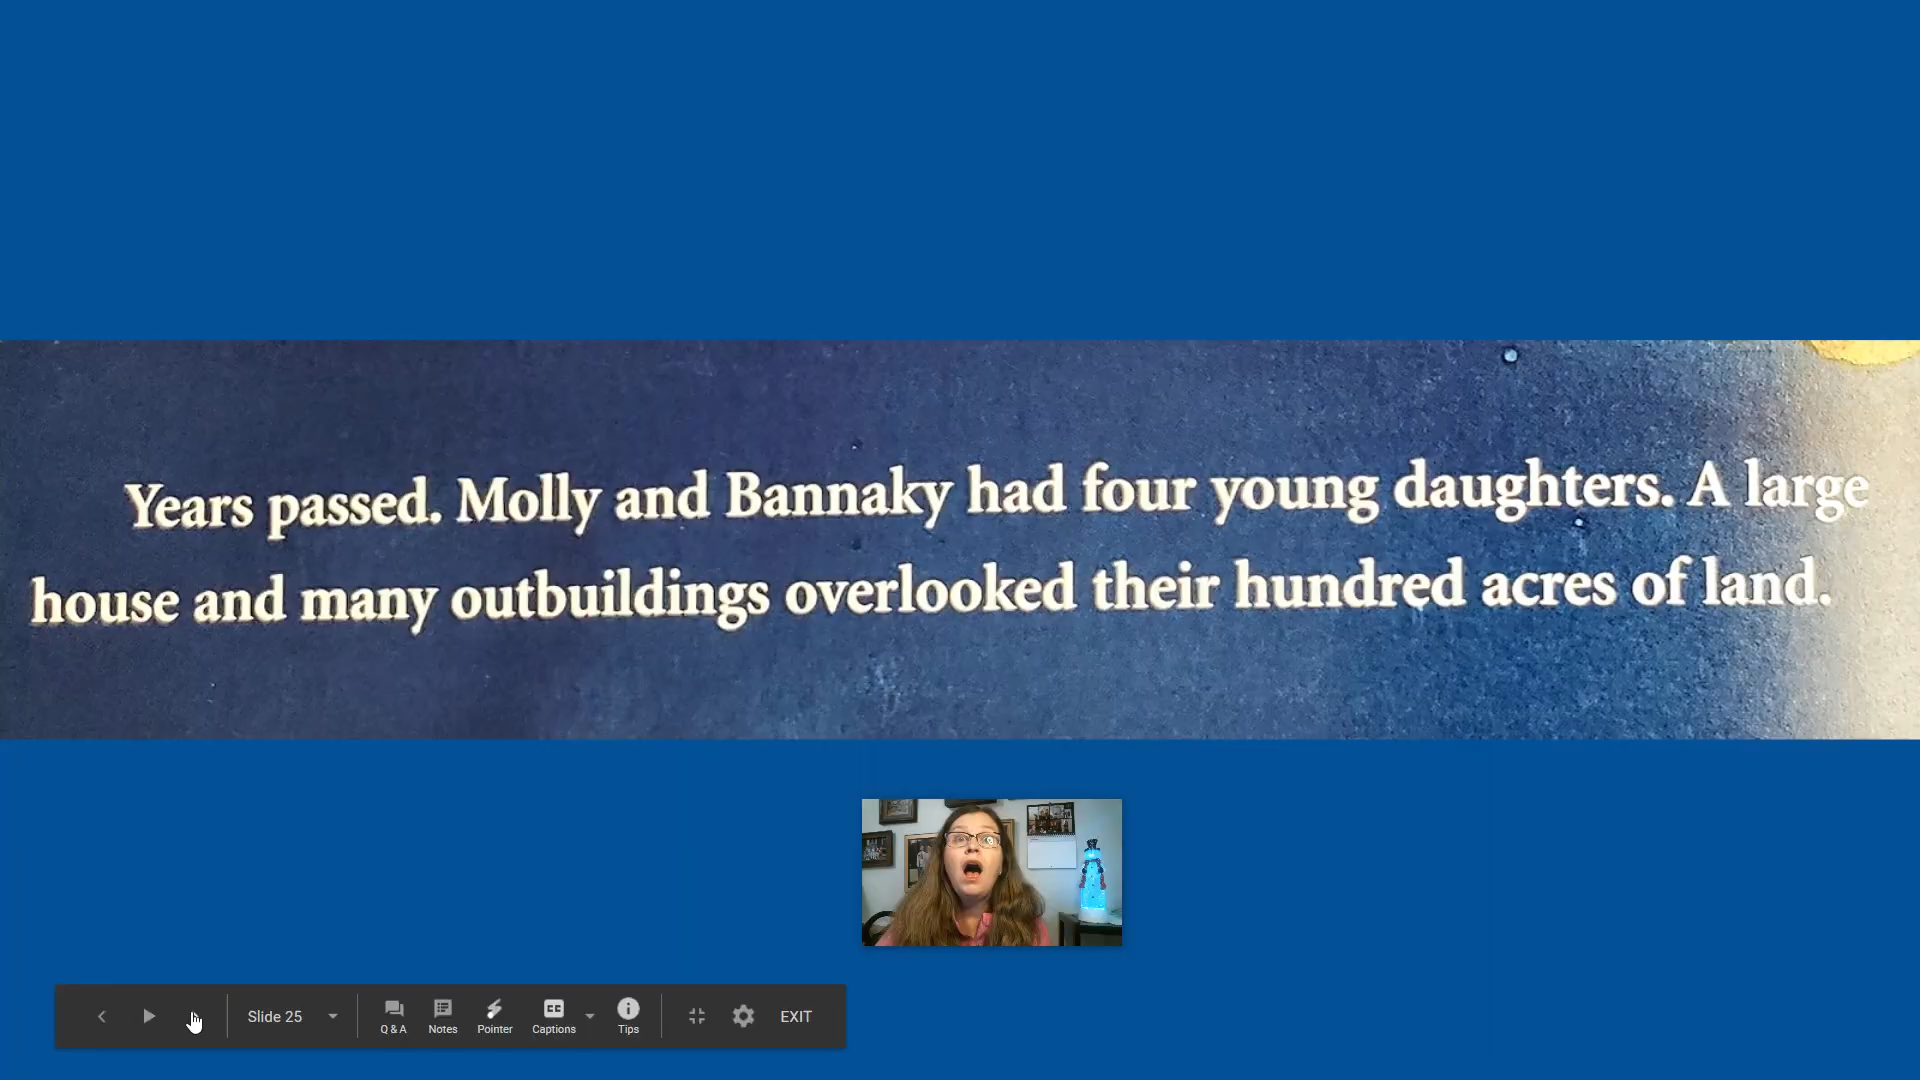 Years passed. Molly and Bannaky had four young daughters. A large
house and many outbuildings overlooked their hundred acres of land.
Slide 25
Q & A
Notes
Pointer
CC
Captions
Tips
EXIT